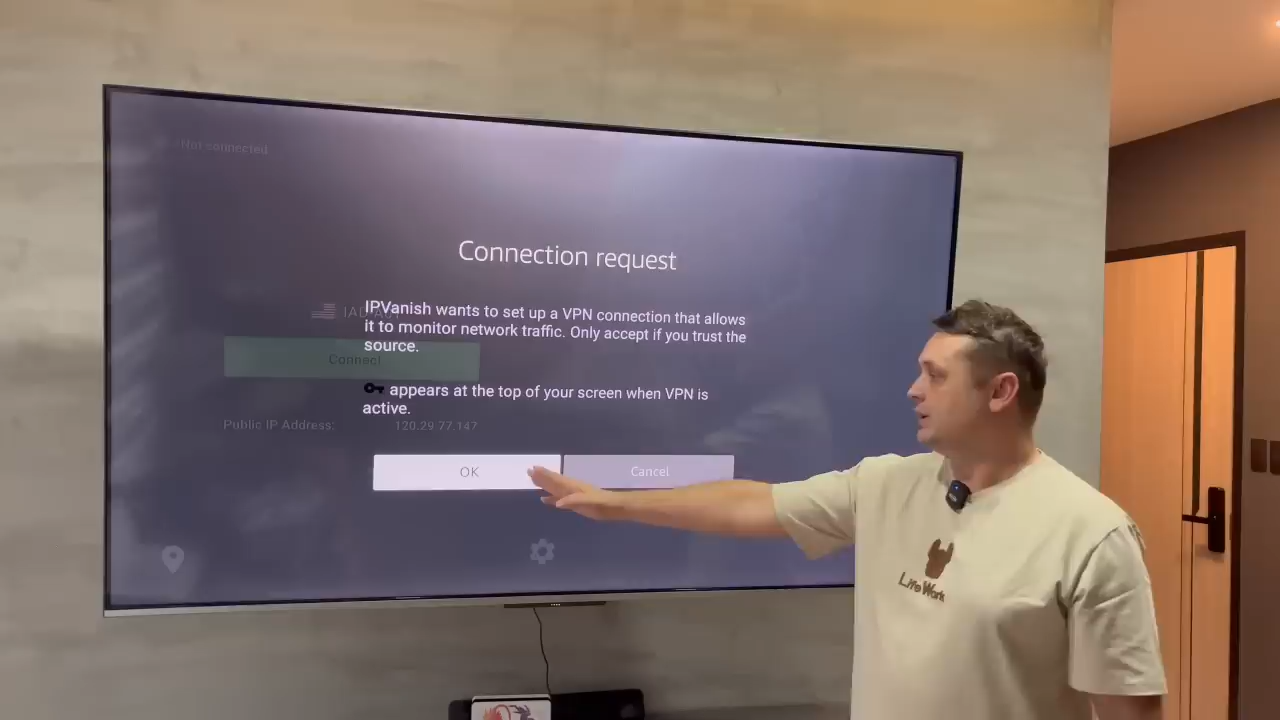 Not connected
Connection request
IPVanish wants to set up a VPN connection that allows
it to monitor network traffic. Only accept if you trust the
source.
Connect
appears at the top of your screen when VPN is
active.
Public IP Address: 120.29.77.147
OK Cancel
Life Work